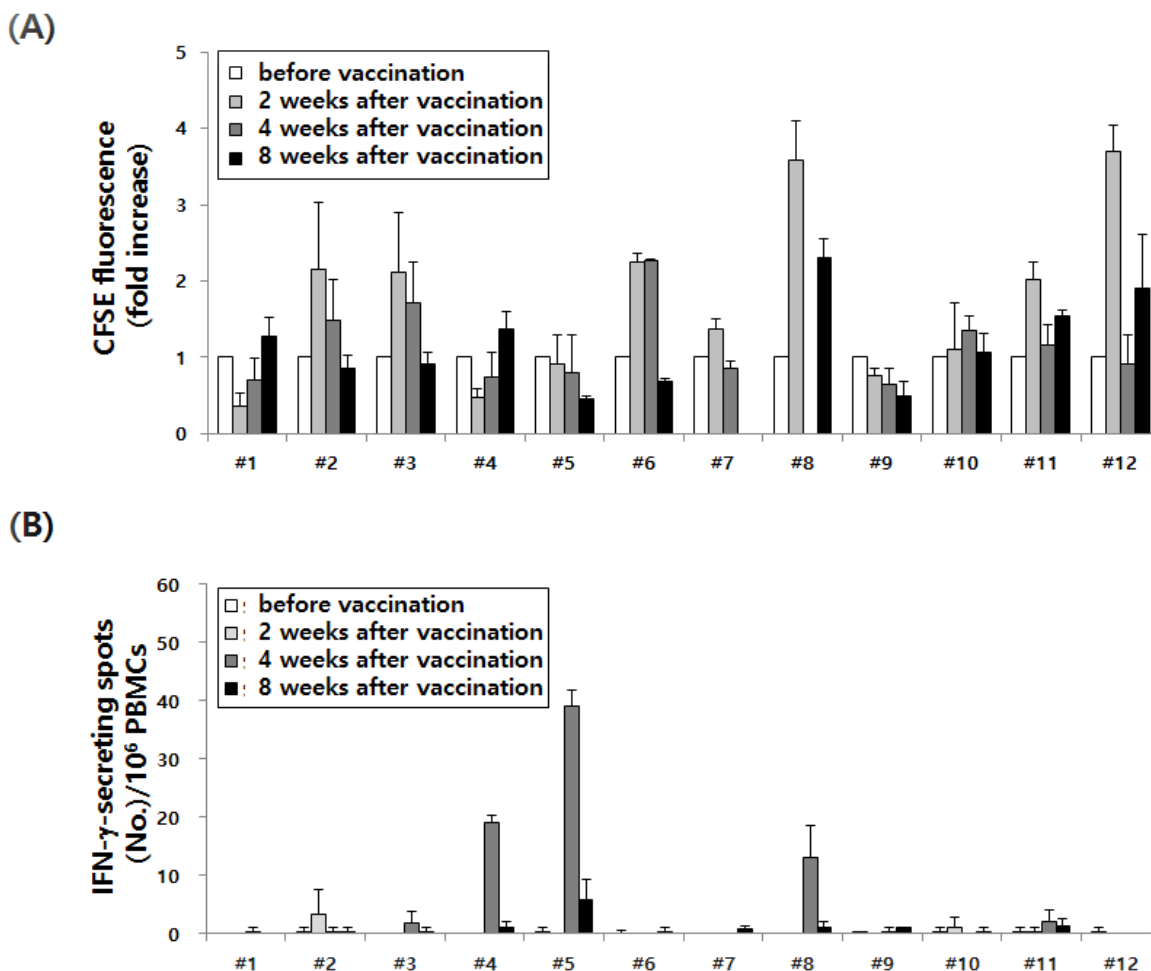 (A)
CFSE fluorescence
(fold increase)
5
4
3
2
1
0
before vaccination
2 weeks after vaccination
4 weeks after vaccination
8 weeks after vaccination
#1 #2 #3 #4 #5 #6 #7 #8 #9 #10 #11 #12
(B)
IFN-γ-secreting spots
(No.)/10⁶ PBMCs
60
50
40
30
20
10
0
before vaccination
2 weeks after vaccination
4 weeks after vaccination
8 weeks after vaccination
#1 #2 #3 #4 #5 #6 #7 #8 #9 #10 #11 #12